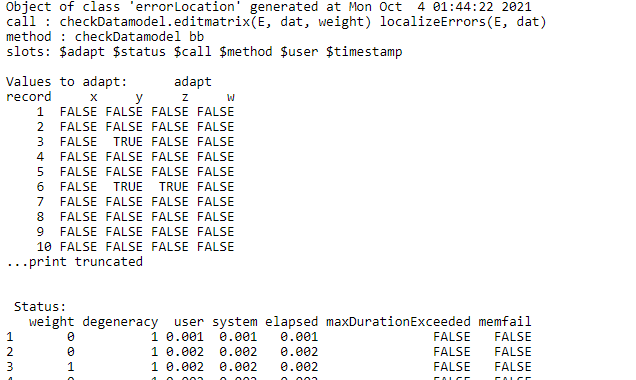 Object of class 'errorLocation' generated at Mon Oct  4 01:44:22 2021
call : checkDatamodel.editmatrix(E, dat, weight) localizeErrors(E, dat)
method : checkDatamodel bb
slots: $adapt $status $call $method $user $timestamp

Values to adapt:      adapt
record     x     y     z     w
    1  FALSE FALSE FALSE FALSE
    2  FALSE FALSE FALSE FALSE
    3  FALSE  TRUE FALSE FALSE
    4  FALSE FALSE FALSE FALSE
    5  FALSE FALSE FALSE FALSE
    6  FALSE  TRUE  TRUE FALSE
    7  FALSE FALSE FALSE FALSE
    8  FALSE FALSE FALSE FALSE
    9  FALSE FALSE FALSE FALSE
    10 FALSE FALSE FALSE FALSE
...print truncated

 Status:
   weight degeneracy  user system elapsed maxDurationExceeded memfail
1       0          1 0.001  0.001   0.001               FALSE   FALSE
2       0          1 0.002  0.002   0.002               FALSE   FALSE
3       1          1 0.002  0.002   0.002               FALSE   FALSE